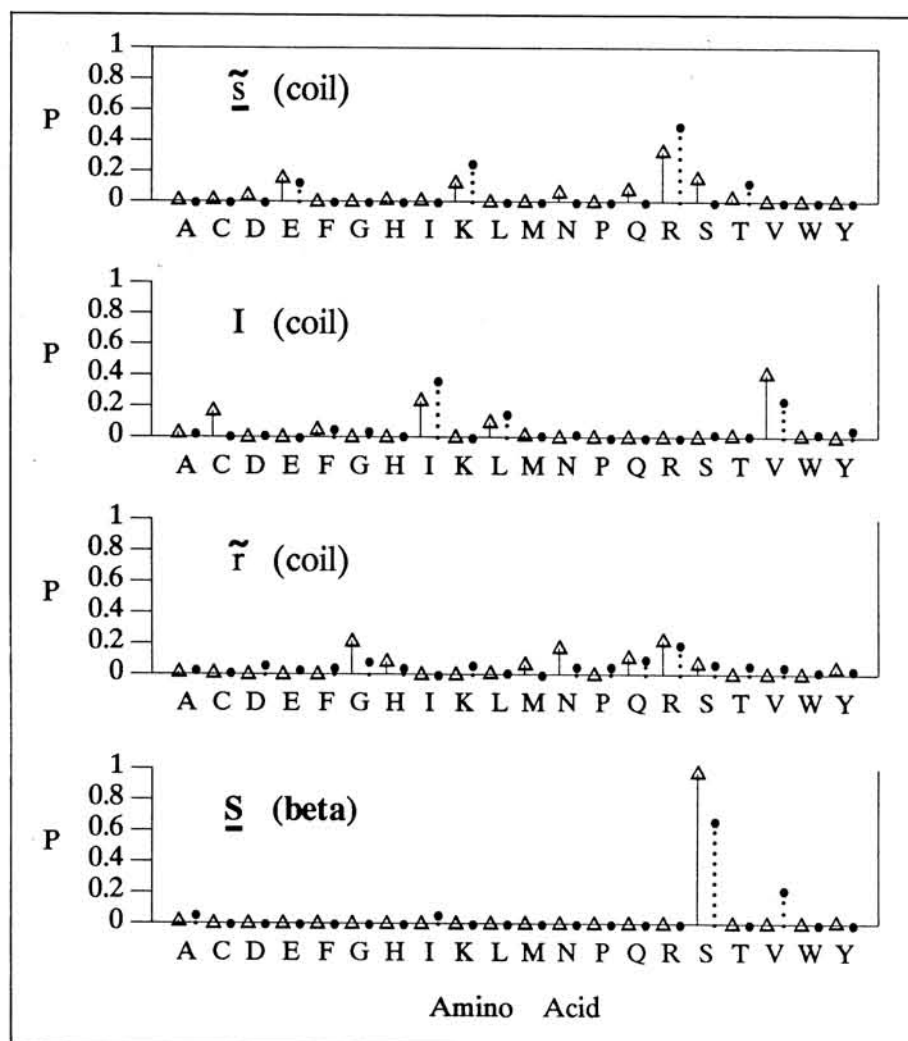 1
0.8
0.6
P
0.4
0.2
0
s̃ (coil)
A C D E F G H I K L M N P Q R S T V W Y
1
0.8
0.6
P
0.4
0.2
0
I (coil)
A C D E F G H I K L M N P Q R S T V W Y
1
0.8
0.6
P
0.4
0.2
0
r̃ (coil)
A C D E F G H I K L M N P Q R S T V W Y
1
0.8
0.6
P
0.4
0.2
0
S (beta)
A C D E F G H I K L M N P Q R S T V W Y
Amino Acid